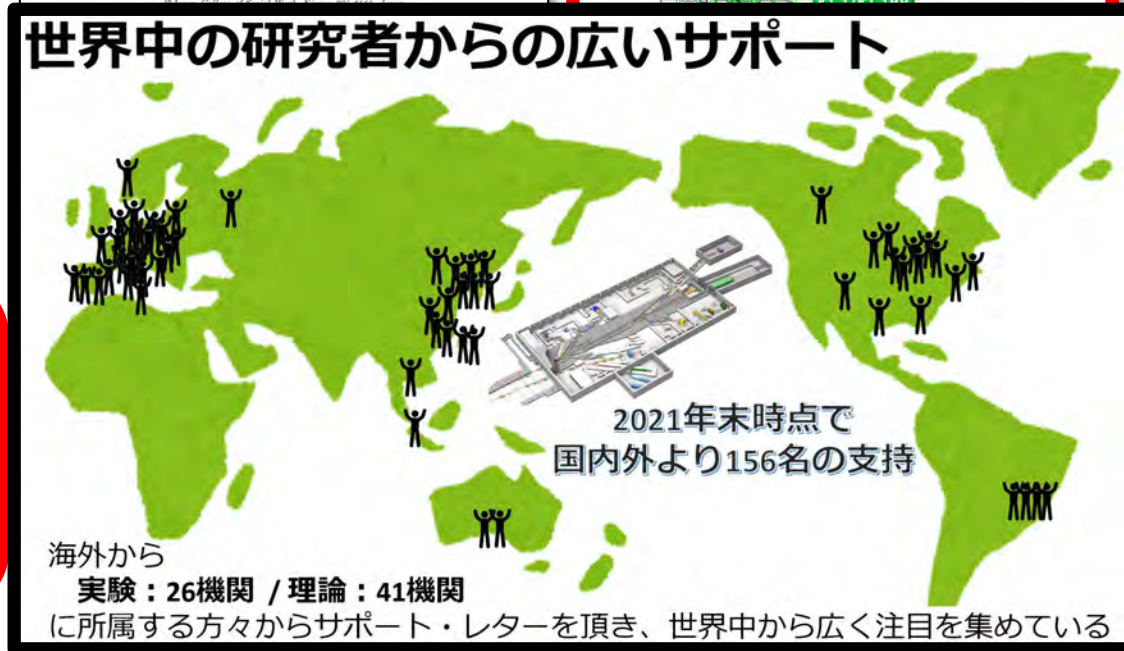 世界中の研究者からの広いサポート
2021年末時点で
国内外より156名の支持
海外から
実験：26機関 / 理論：41機関
に所属する方々からサポート・レターを頂き、世界中から広く注目を集めている